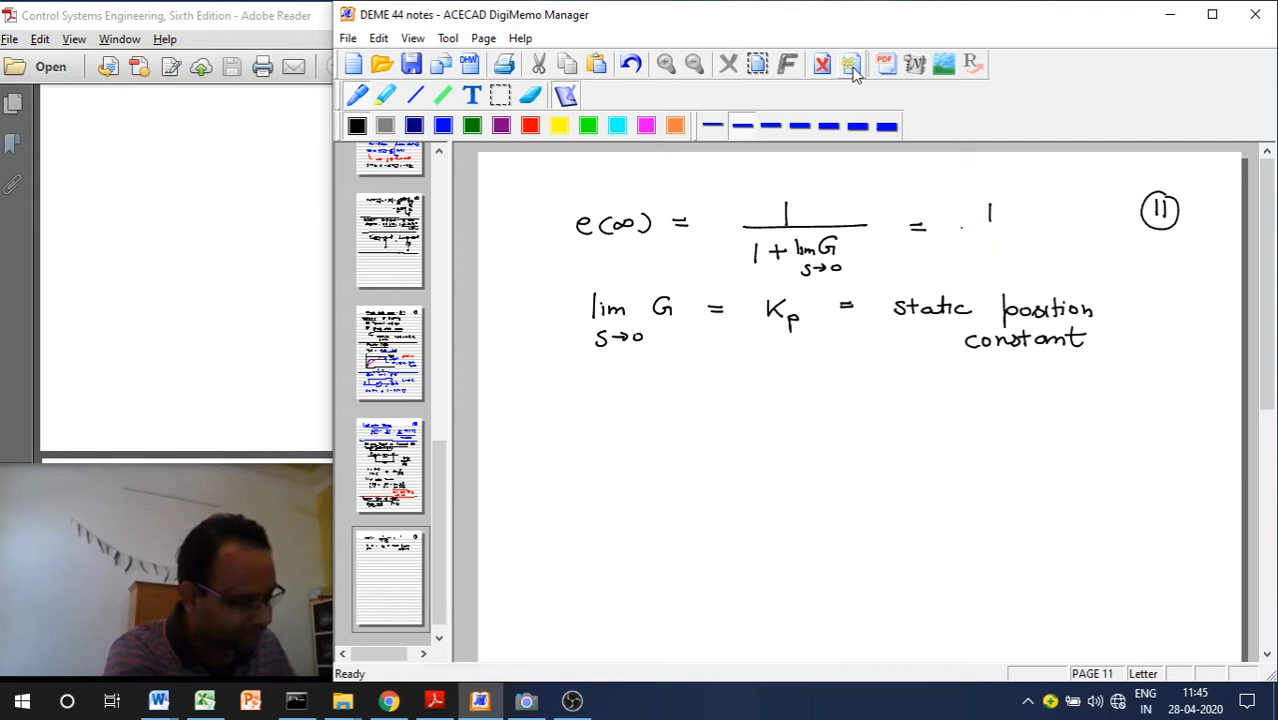 Control Systems Engineering, Sixth Edition - Adobe Reader
File Edit View Window Help
Open
DEME 44 notes - ACECAD DigiMemo Manager
File Edit View Tool Page Help
DHW PDF
e(∞) = 1 / (1 + lim G) = 1
s→0
11
lim G = Kp = static position
s→0 constant
Ready
PAGE 11 Letter
ENG 11:45
IN 28-04-2020